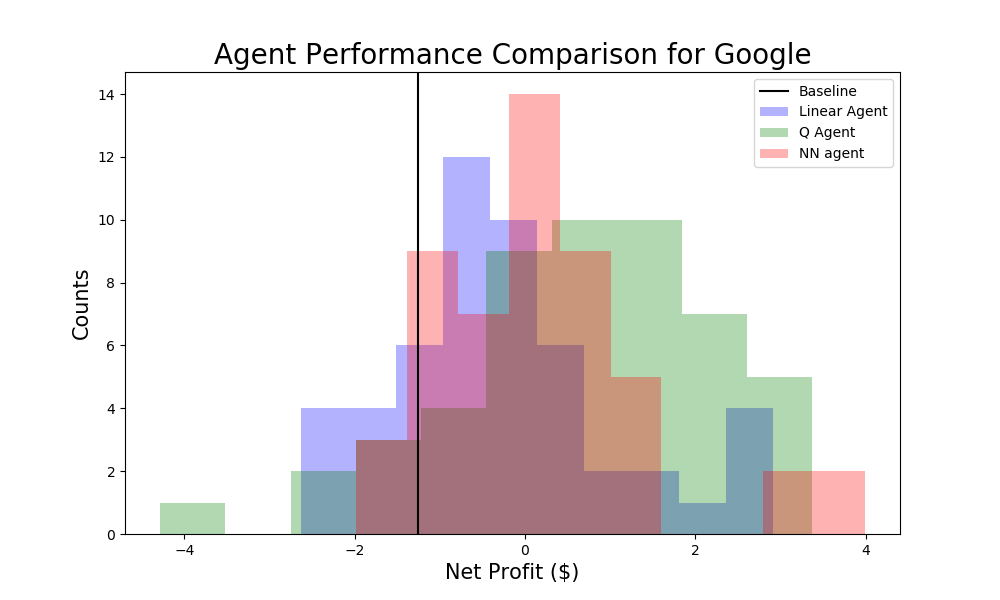 Agent Performance Comparison for Google
Baseline
Linear Agent
Q Agent
NN agent
14
12
10
8
6
4
2
0
Counts
−4
−2
0
2
4
Net Profit ($)